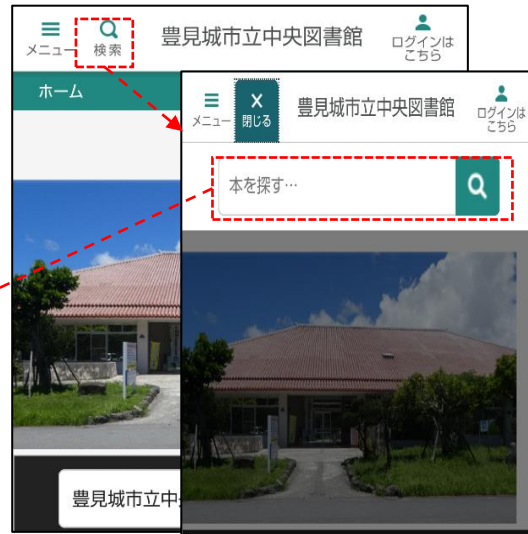 メニュー
検索
豊見城市立中央図書館
ログインは
こちら
ホーム
豊見城市立中
メニュー
閉じる
豊見城市立中央図書館
ログインは
こちら
本を探す…